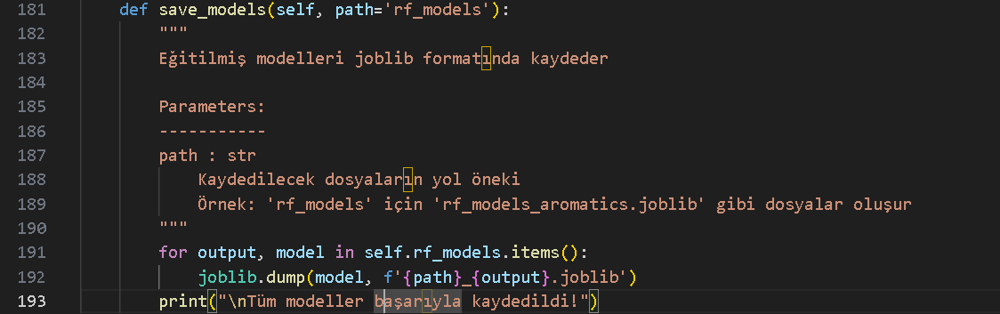 181 def save_models(self, path='rf_models'):
182 """
183 Eğitilmiş modelleri joblib formatında kaydeder
184
185 Parameters:
186 -----------
187 path : str
188 Kaydedilecek dosyaların yol öneki
189 Örnek: 'rf_models' için 'rf_models_aromatics.joblib' gibi dosyalar oluşur
190 """
191 for output, model in self.rf_models.items():
192 joblib.dump(model, f'{path}_{output}.joblib')
193 print("\nTüm modeller başarıyla kaydedildi!")